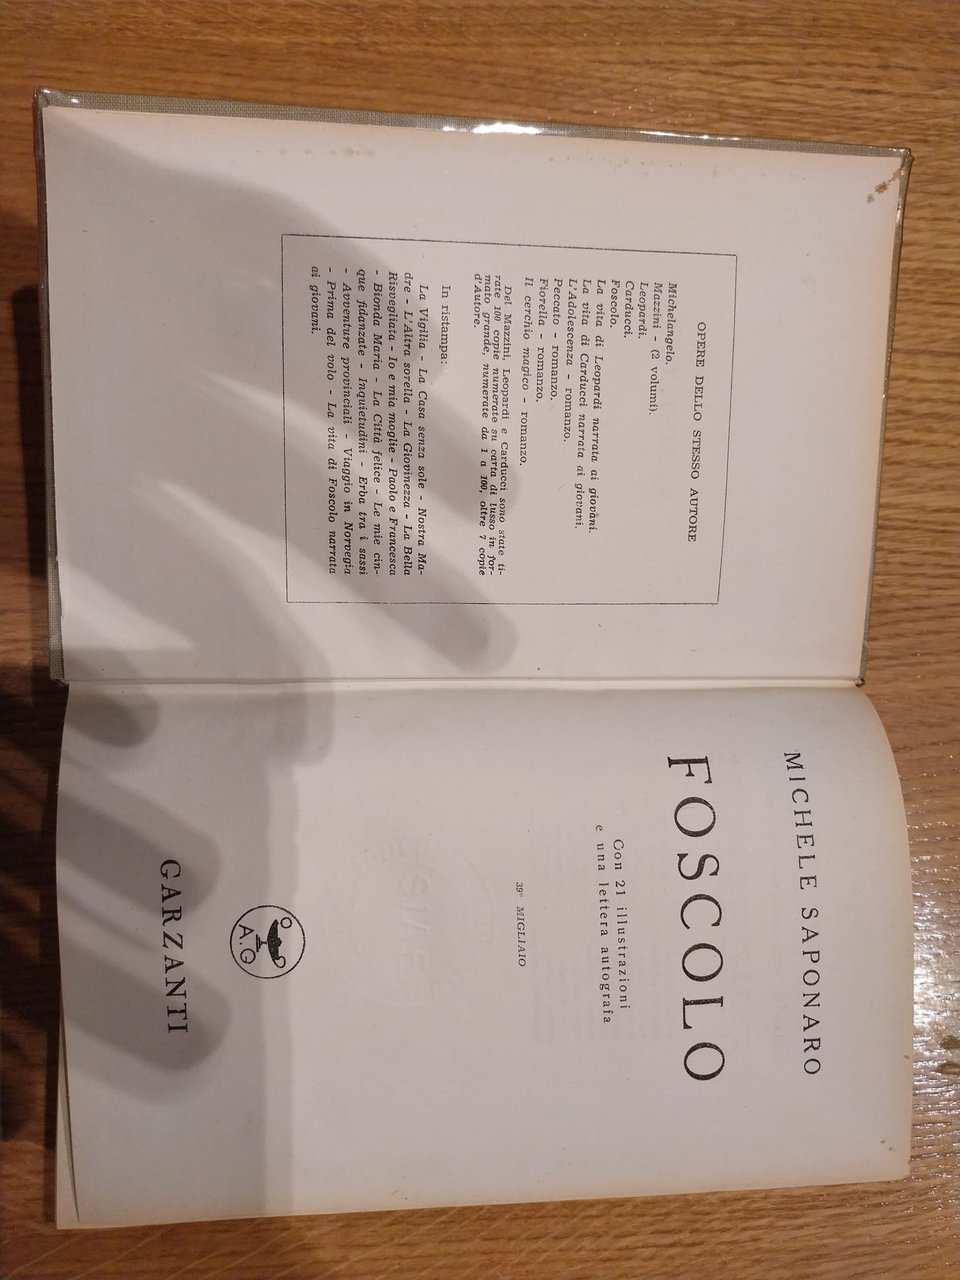 OPERE DELLO STESSO AUTORE
Michelangelo.
Mazzini - (2 volumi).
Leopardi.
Carducci.
Foscolo.
La vita di Leopardi narrata ai giovani.
La vita di Carducci narrata ai giovani.
L'Adolescenza - romanzo.
Peccato - romanzo.
Fiorella - romanzo.
Il cerchio magico - romanzo.
Del Mazzini, Leopardi e Carducci sono state ti-
rate 100 copie numerate su carta di lusso in for-
mato grande, numerate da 1 a 100, oltre 7 copie
d'Autore.
In ristampa:
La Vigilia - La Casa senza sole - Nostra Ma-
dre - L'Altra sorella - La Giovinezza - La Bella
Risvegliata - Io e mia moglie - Paolo e Francesca
- Bionda Maria - La Città felice - Le mie cin-
que fidanzate - Inquietudini - Erba tra i sassi
- Avventure provinciali - Viaggio in Norvegia
- Prima del volo - La vita di Foscolo narrata
ai giovani.
MICHELE SAPONARO
FOSCOLO
Con 21 illustrazioni
e una lettera autografa
39° MIGLIAIO
A.G
GARZANTI